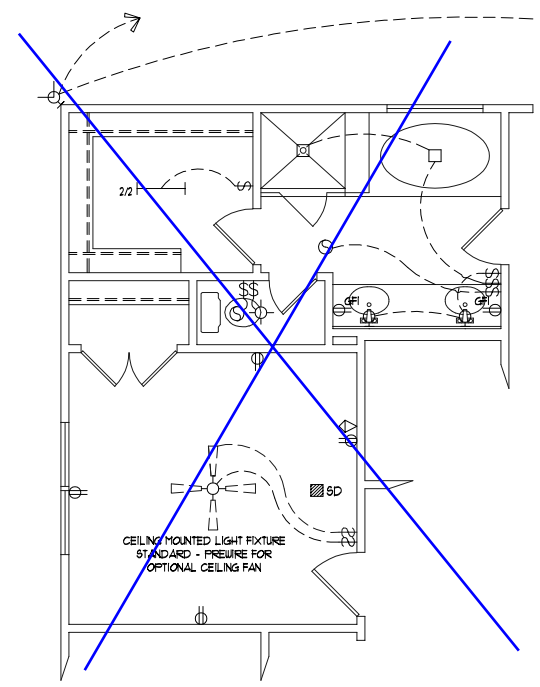 2/2
$
$$
GFI
GFI
$$$
SD
$$
CEILING MOUNTED LIGHT FIXTURE
STANDARD - PREWIRE FOR
OPTIONAL CEILING FAN